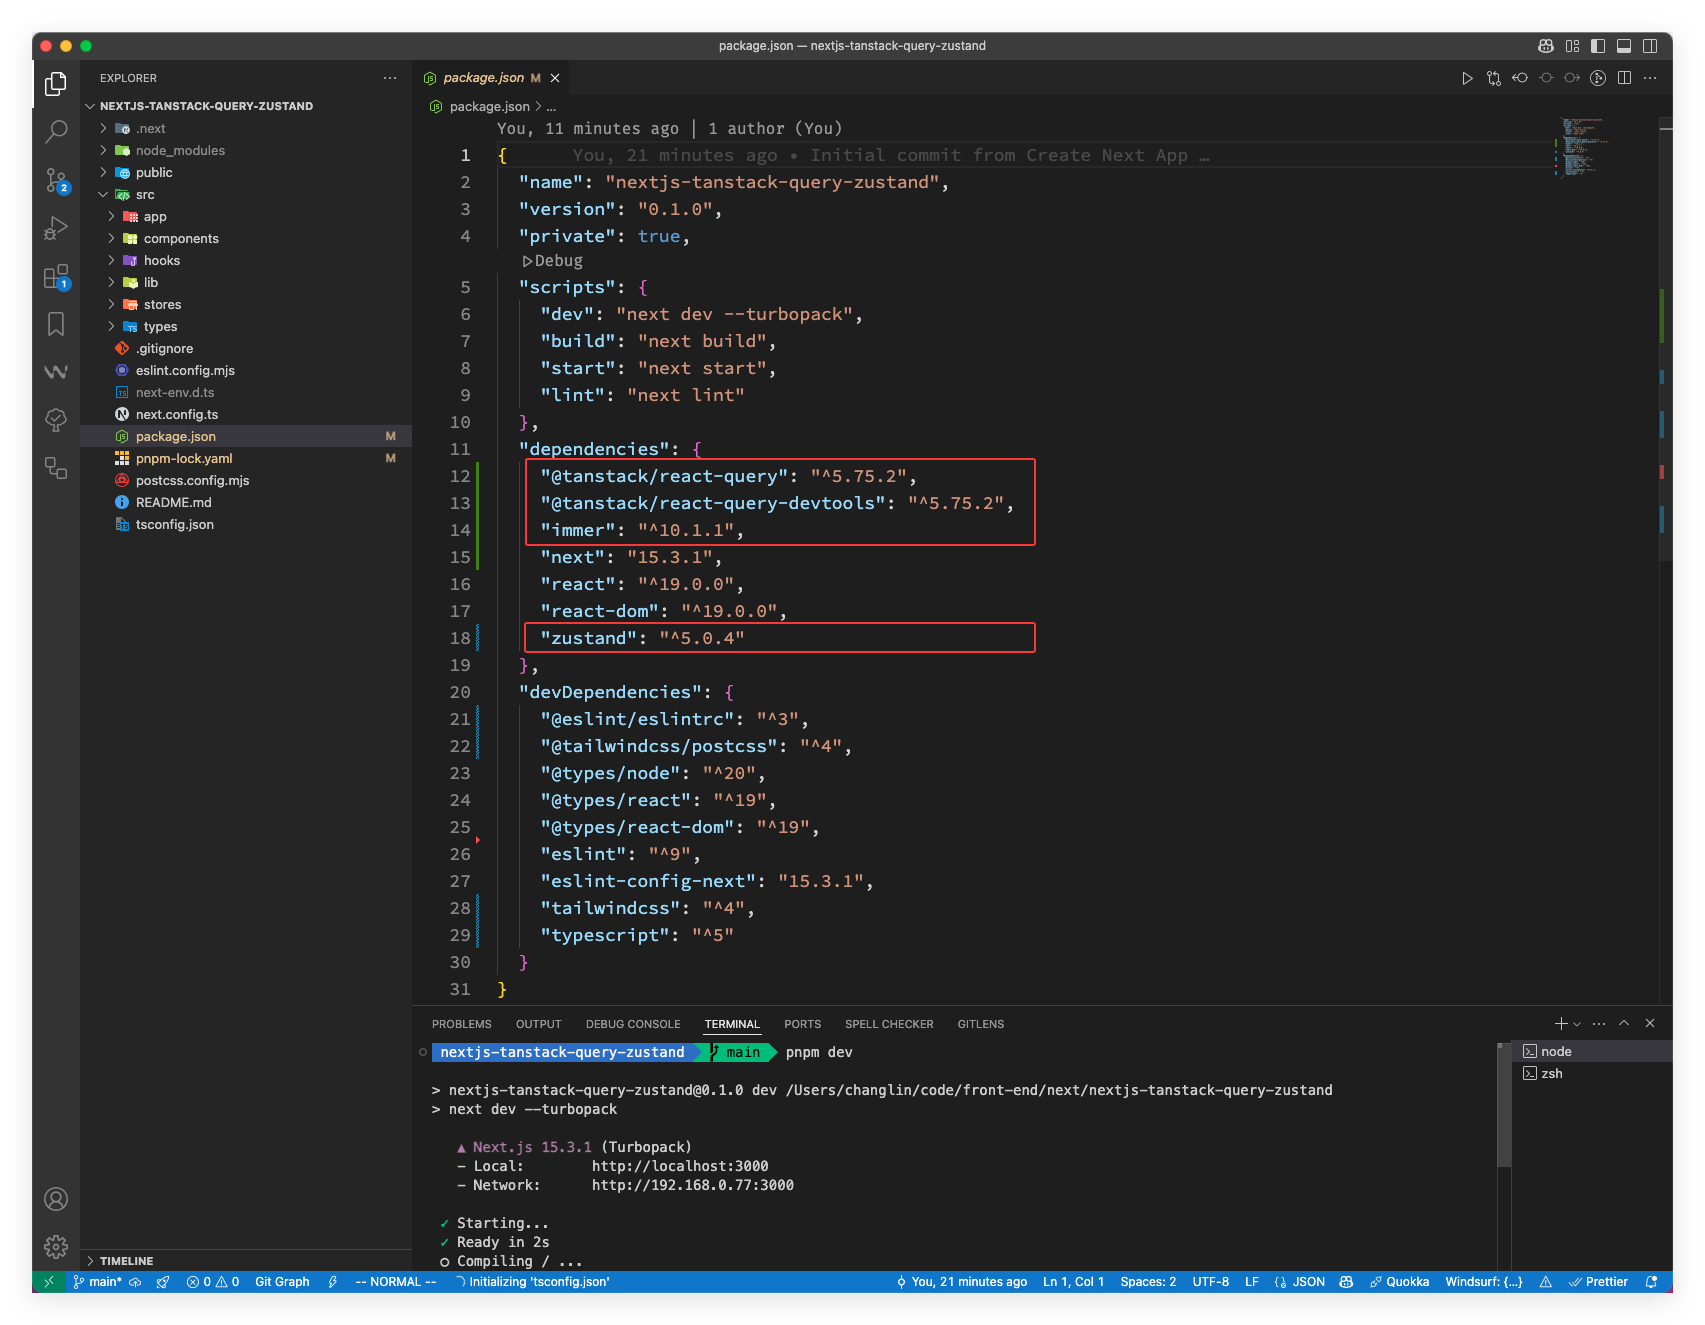 package.json — nextjs-tanstack-query-zustand
EXPLORER
NEXTJS-TANSTACK-QUERY-ZUSTAND
.next
node_modules
public
src
app
components
hooks
lib
stores
types
.gitignore
eslint.config.mjs
next-env.d.ts
next.config.ts
package.json M
pnpm-lock.yaml M
postcss.config.mjs
README.md
tsconfig.json
TIMELINE
2
1
package.json M
package.json > ...
You, 11 minutes ago | 1 author (You)
1 { You, 21 minutes ago • Initial commit from Create Next App …
2 "name": "nextjs-tanstack-query-zustand",
3 "version": "0.1.0",
4 "private": true,
Debug
5 "scripts": {
6 "dev": "next dev --turbopack",
7 "build": "next build",
8 "start": "next start",
9 "lint": "next lint"
10 },
11 "dependencies": {
12 "@tanstack/react-query": "^5.75.2",
13 "@tanstack/react-query-devtools": "^5.75.2",
14 "immer": "^10.1.1",
15 "next": "15.3.1",
16 "react": "^19.0.0",
17 "react-dom": "^19.0.0",
18 "zustand": "^5.0.4"
19 },
20 "devDependencies": {
21 "@eslint/eslintrc": "^3",
22 "@tailwindcss/postcss": "^4",
23 "@types/node": "^20",
24 "@types/react": "^19",
25 "@types/react-dom": "^19",
26 "eslint": "^9",
27 "eslint-config-next": "15.3.1",
28 "tailwindcss": "^4",
29 "typescript": "^5"
30 }
31 }
PROBLEMS OUTPUT DEBUG CONSOLE TERMINAL PORTS SPELL CHECKER GITLENS
nextjs-tanstack-query-zustand main pnpm dev
> nextjs-tanstack-query-zustand@0.1.0 dev /Users/changlin/code/front-end/next/nextjs-tanstack-query-zustand
> next dev --turbopack
▲ Next.js 15.3.1 (Turbopack)
- Local: http://localhost:3000
- Network: http://192.168.0.77:3000
✓ Starting...
✓ Ready in 2s
○ Compiling / ...
node
zsh
main* 0 0 Git Graph -- NORMAL -- Initializing 'tsconfig.json' You, 21 minutes ago Ln 1, Col 1 Spaces: 2 UTF-8 LF JSON Quokka Windsurf: {...} Prettier